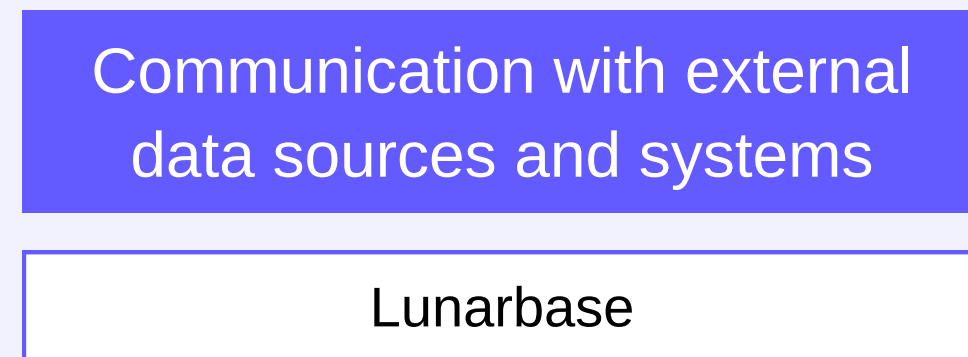 Communication with external
data sources and systems
Lunarbase